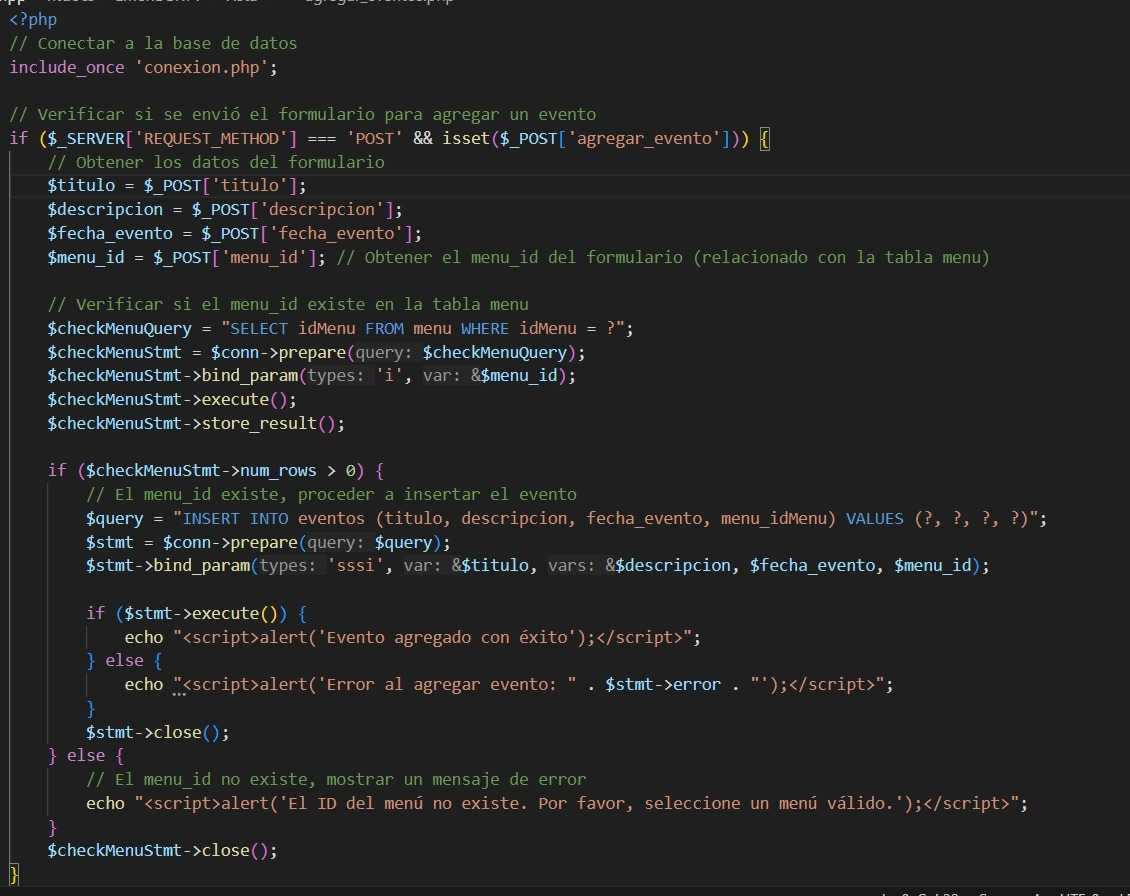 <?php
// Conectar a la base de datos
include_once 'conexion.php';
// Verificar si se envió el formulario para agregar un evento
if ($_SERVER['REQUEST_METHOD'] === 'POST' && isset($_POST['agregar_evento'])) {
    // Obtener los datos del formulario
    $titulo = $_POST['titulo'];
    $descripcion = $_POST['descripcion'];
    $fecha_evento = $_POST['fecha_evento'];
    $menu_id = $_POST['menu_id']; // Obtener el menu_id del formulario (relacionado con la tabla menu)
    // Verificar si el menu_id existe en la tabla menu
    $checkMenuQuery = "SELECT idMenu FROM menu WHERE idMenu = ?";
    $checkMenuStmt = $conn->prepare(query: $checkMenuQuery);
    $checkMenuStmt->bind_param(types: 'i', var: &$menu_id);
    $checkMenuStmt->execute();
    $checkMenuStmt->store_result();
    if ($checkMenuStmt->num_rows > 0) {
        // El menu_id existe, proceder a insertar el evento
        $query = "INSERT INTO eventos (titulo, descripcion, fecha_evento, menu_idMenu) VALUES (?, ?, ?, ?)";
        $stmt = $conn->prepare(query: $query);
        $stmt->bind_param(types: 'sssi', var: &$titulo, vars: &$descripcion, $fecha_evento, $menu_id);
        if ($stmt->execute()) {
            echo "<script>alert('Evento agregado con éxito');</script>";
        } else {
            echo "<script>alert('Error al agregar evento: " . $stmt->error . "');</script>";
        }
        $stmt->close();
    } else {
        // El menu_id no existe, mostrar un mensaje de error
        echo "<script>alert('El ID del menú no existe. Por favor, seleccione un menú válido.');</script>";
    }
    $checkMenuStmt->close();
}